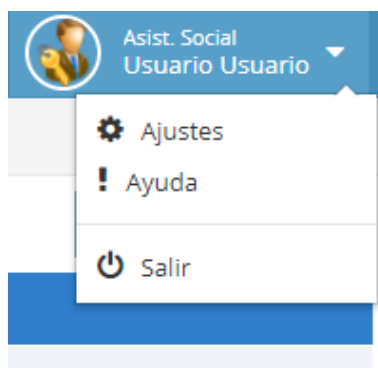 Asist. Social
Usuario Usuario
Ajustes
Ayuda
Salir